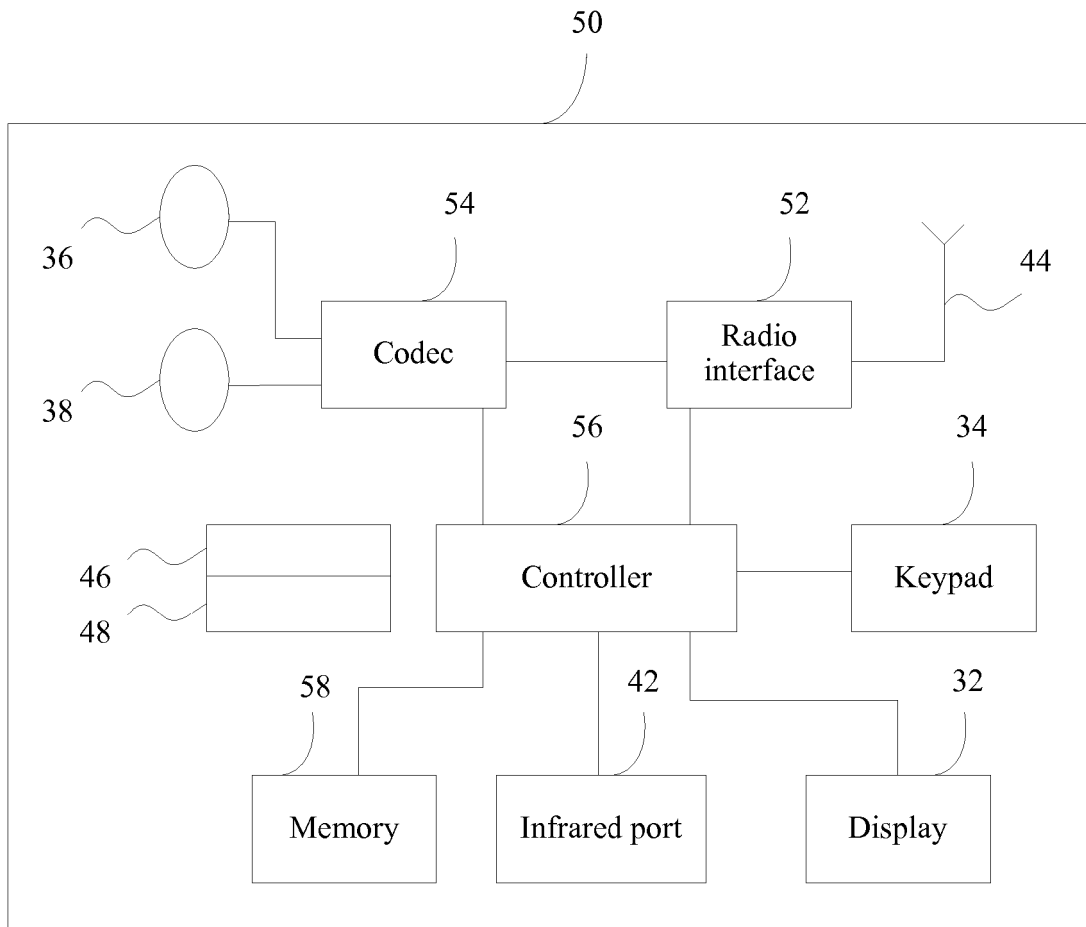 50
54
52
36
44
Codec
Radio
interface
38
56
34
46
Controller
Keypad
48
58
42
32
Memory
Infrared port
Display